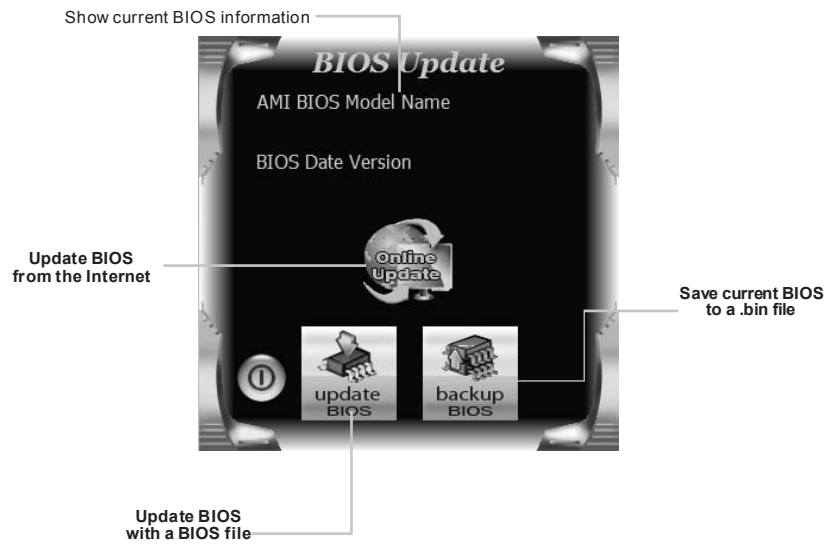 Show current BIOS information
BIOS Update
AMI BIOS Model Name
BIOS Date Version
Update BIOS
from the Internet
Online
Update
Save current BIOS
to a .bin file
update
BIOS
backup
BIOS
Update BIOS
with a BIOS file